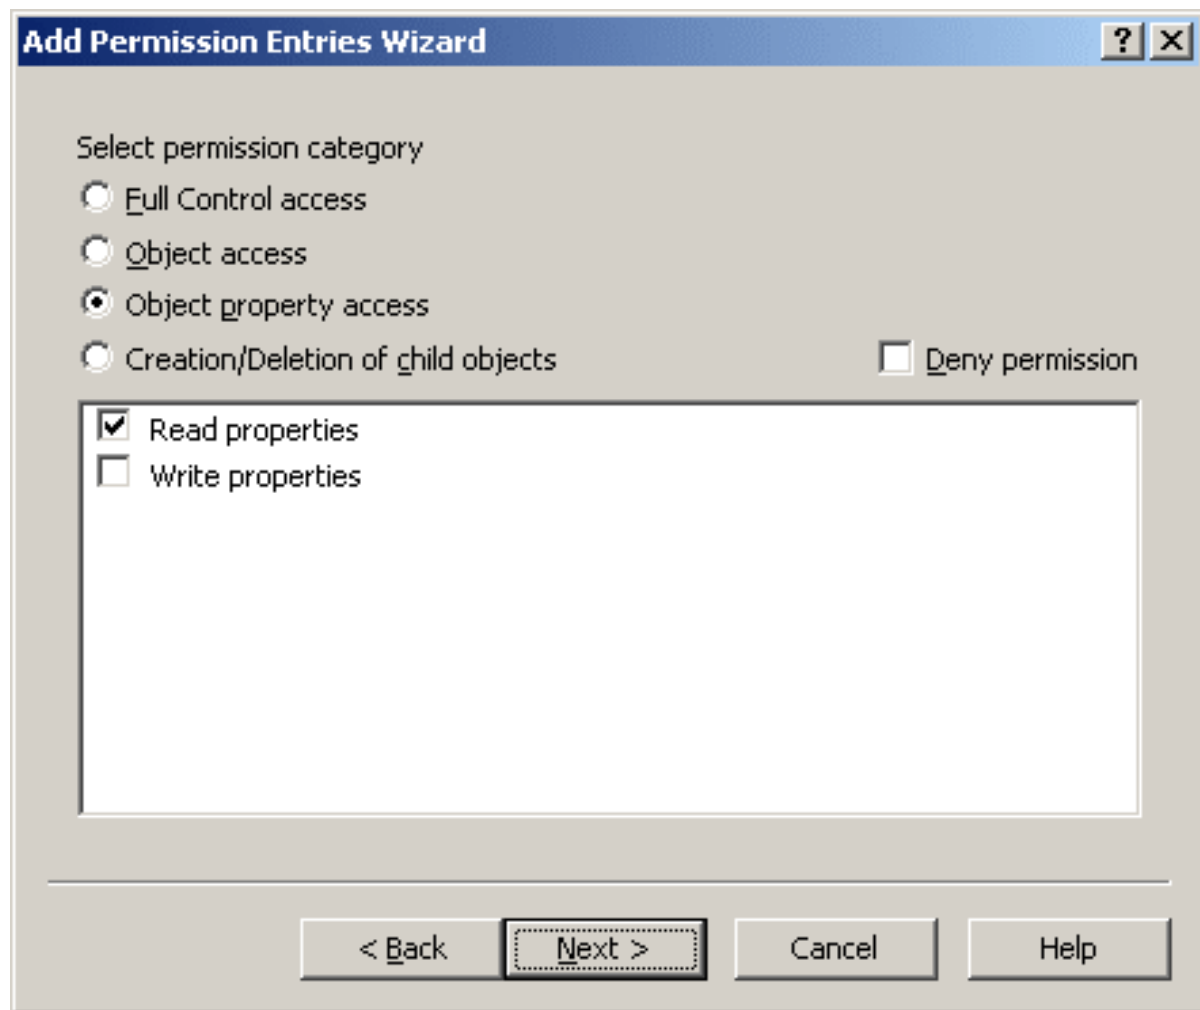 Add Permission Entries Wizard
Select permission category
Full Control access
Object access
Object property access
Creation/Deletion of child objects
Deny permission
Read properties
Write properties
< Back
Next >
Cancel
Help